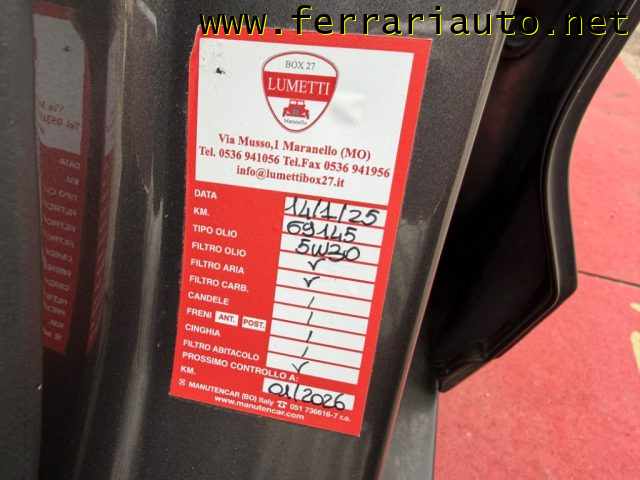 www.ferrariauto.net
BOX 27
LUMETTI
Maranello
Via Musso,1 Maranello (MO)
Tel. 0536 941056 Tel.Fax 0536 941956
info@lumettibox27.it
DATA 14/1/25
KM. 69145
TIPO OLIO 5W30
FILTRO OLIO ✓
FILTRO ARIA ✓
FILTRO CARB. /
CANDELE /
FRENI ANT. POST. /
CINGHIA /
FILTRO ABITACOLO ✓
PROSSIMO CONTROLLO A:
KM. 01/2026
MANUTENCAR (BO) Italy ☎ 051 736616-7 r.a.
www.manutencar.com